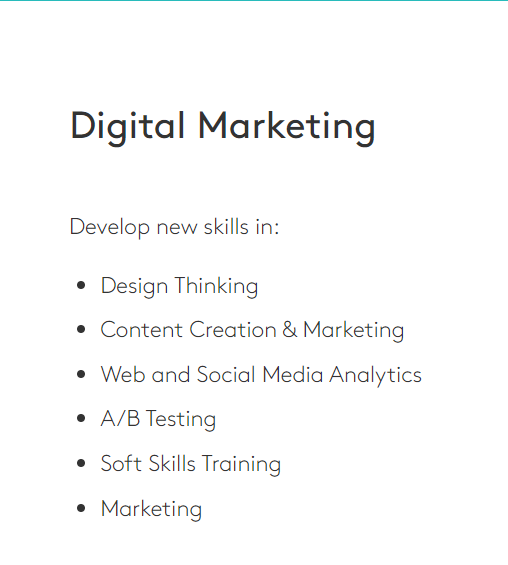 Digital Marketing
Develop new skills in:
• Design Thinking
• Content Creation & Marketing
• Web and Social Media Analytics
• A/B Testing
• Soft Skills Training
• Marketing